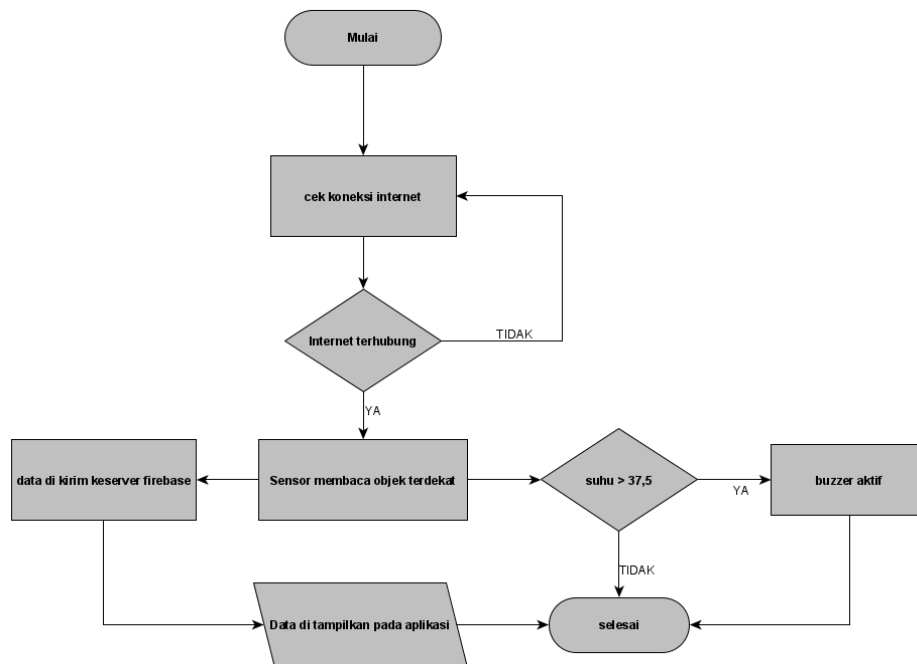 Mulai
cek koneksi internet
Internet terhubung
TIDAK
YA
data di kirim keserver firebase
Sensor membaca objek terdekat
suhu > 37,5
YA
buzzer aktif
TIDAK
Data di tampilkan pada aplikasi
selesai